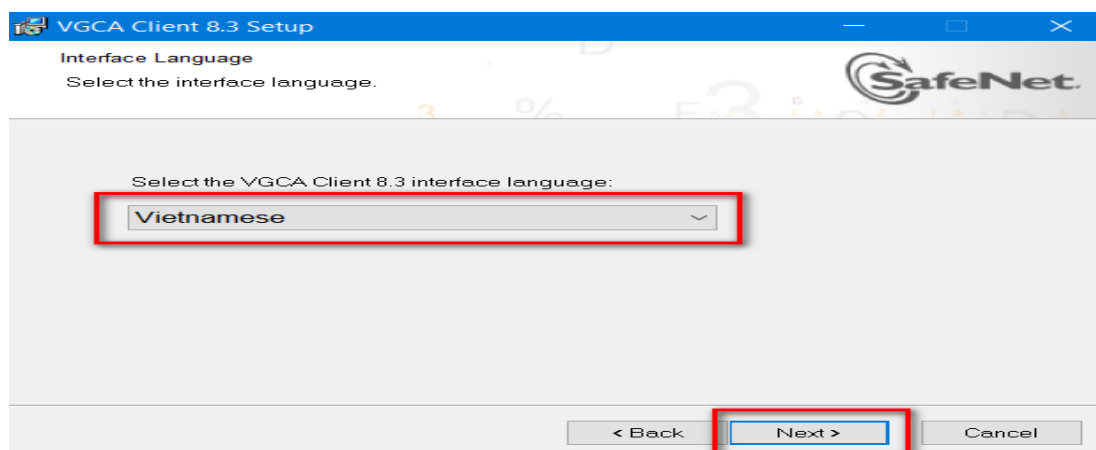 VGCA Client 8.3 Setup
Interface Language
Select the interface language.
SafeNet.
Select the VGCA Client 8.3 interface language:
Vietnamese
< Back
Next >
Cancel